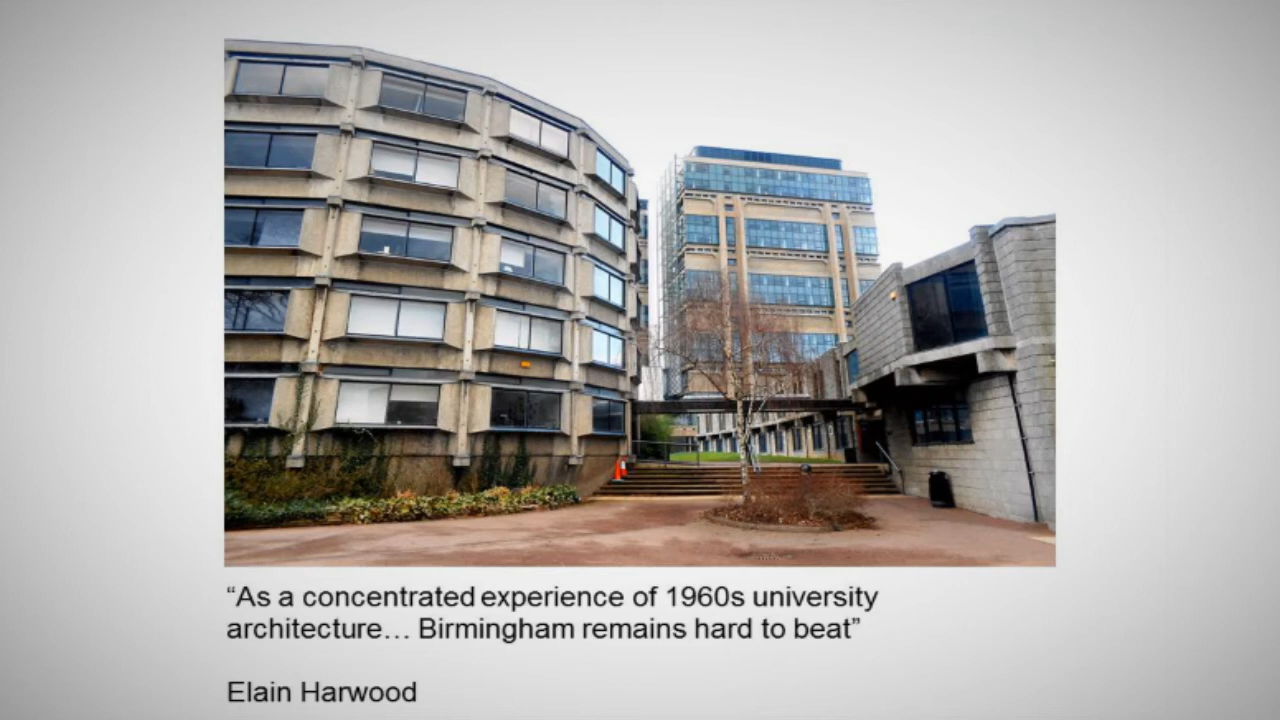 “As a concentrated experience of 1960s university
architecture… Birmingham remains hard to beat”
Elain Harwood